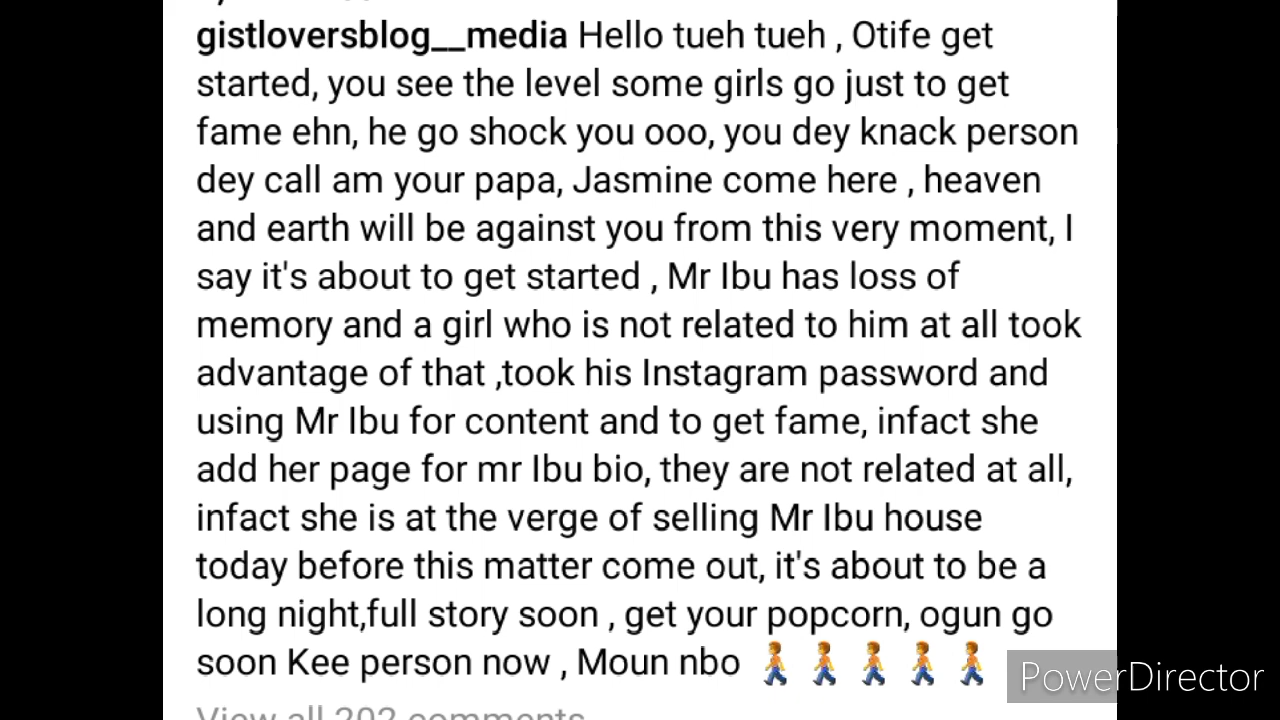 gistloversblog__media Hello tueh tueh , Otife get
started, you see the level some girls go just to get
fame ehn, he go shock you ooo, you dey knack person
dey call am your papa, Jasmine come here , heaven
and earth will be against you from this very moment, I
say it's about to get started , Mr Ibu has loss of
memory and a girl who is not related to him at all took
advantage of that ,took his Instagram password and
using Mr Ibu for content and to get fame, infact she
add her page for mr Ibu bio, they are not related at all,
infact she is at the verge of selling Mr Ibu house
today before this matter come out, it's about to be a
long night,full story soon , get your popcorn, ogun go
soon Kee person now , Moun nbo 🚶🚶🚶🚶🚶
PowerDirector
View all 202 comments